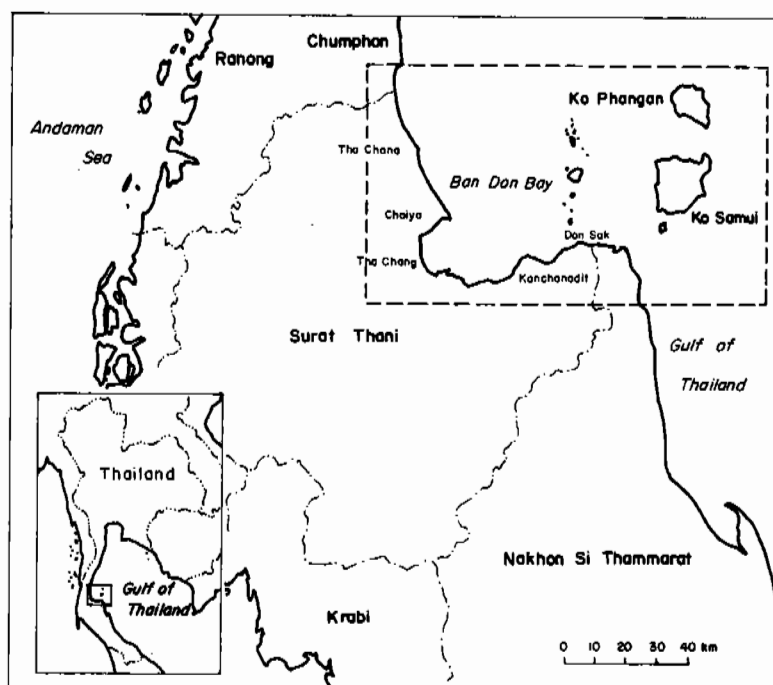 Chumphon
Ranong
Ko Phangan
Andaman
Sea
Tha Chana
Ban Don Bay
Chaiya
Ko Samui
Don Sak
Tha Chang
Kanchanadit
Surat Thani
Gulf of
Thailand
Thailand
Gulf of
Thailand
Nakhon Si Thammarat
Krabi
0 10 20 30 40 km